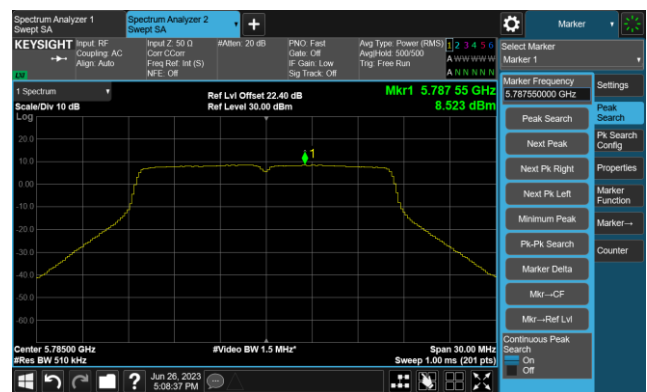 Spectrum Analyzer 1
Swept SA
Spectrum Analyzer 2
Swept SA
+
Marker
KEYSIGHT
Input: RF
Coupling: AC
Align: Auto
Input Z: 50 Ω
Corr CCorr
Freq Ref: Int (S)
NFE: Off
#Atten: 20 dB
PNO: Fast
Gate: Off
IF Gain: Low
Sig Track: Off
Avg Type: Power (RMS)
Avg|Hold: 500/500
Trig: Free Run
1 2 3 4 5 6
A W W W W W
A N N N N N
LW
Select Marker
Marker 1
1 Spectrum
Scale/Div 10 dB
Log
Ref Lvl Offset 22.40 dB
Ref Level 30.00 dBm
Mkr1 5.787 55 GHz
8.523 dBm
20.0
10.0
0.00
-10.0
-20.0
-30.0
-40.0
-50.0
-60.0
1
Center 5.78500 GHz
#Res BW 510 kHz
#Video BW 1.5 MHz*
Span 30.00 MHz
Sweep 1.00 ms (201 pts)
Marker Frequency
5.787550000 GHz
Peak Search
Next Peak
Next Pk Right
Next Pk Left
Minimum Peak
Pk-Pk Search
Marker Delta
Mkr→CF
Mkr→Ref Lvl
Continuous Peak
Search
On
Off
Settings
Peak
Search
Pk Search
Config
Properties
Marker
Function
Marker→
Counter
?
Jun 26, 2023
5:08:37 PM